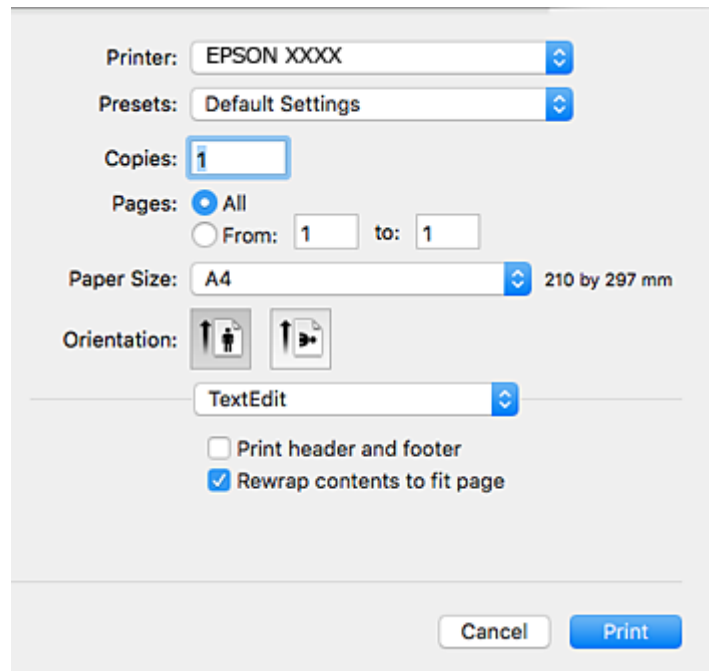 Printer: EPSON XXXX
Presets: Default Settings
Copies: 1
Pages: All
From: 1 to: 1
Paper Size: A4 210 by 297 mm
Orientation:
TextEdit
Print header and footer
Rewrap contents to fit page
Cancel Print